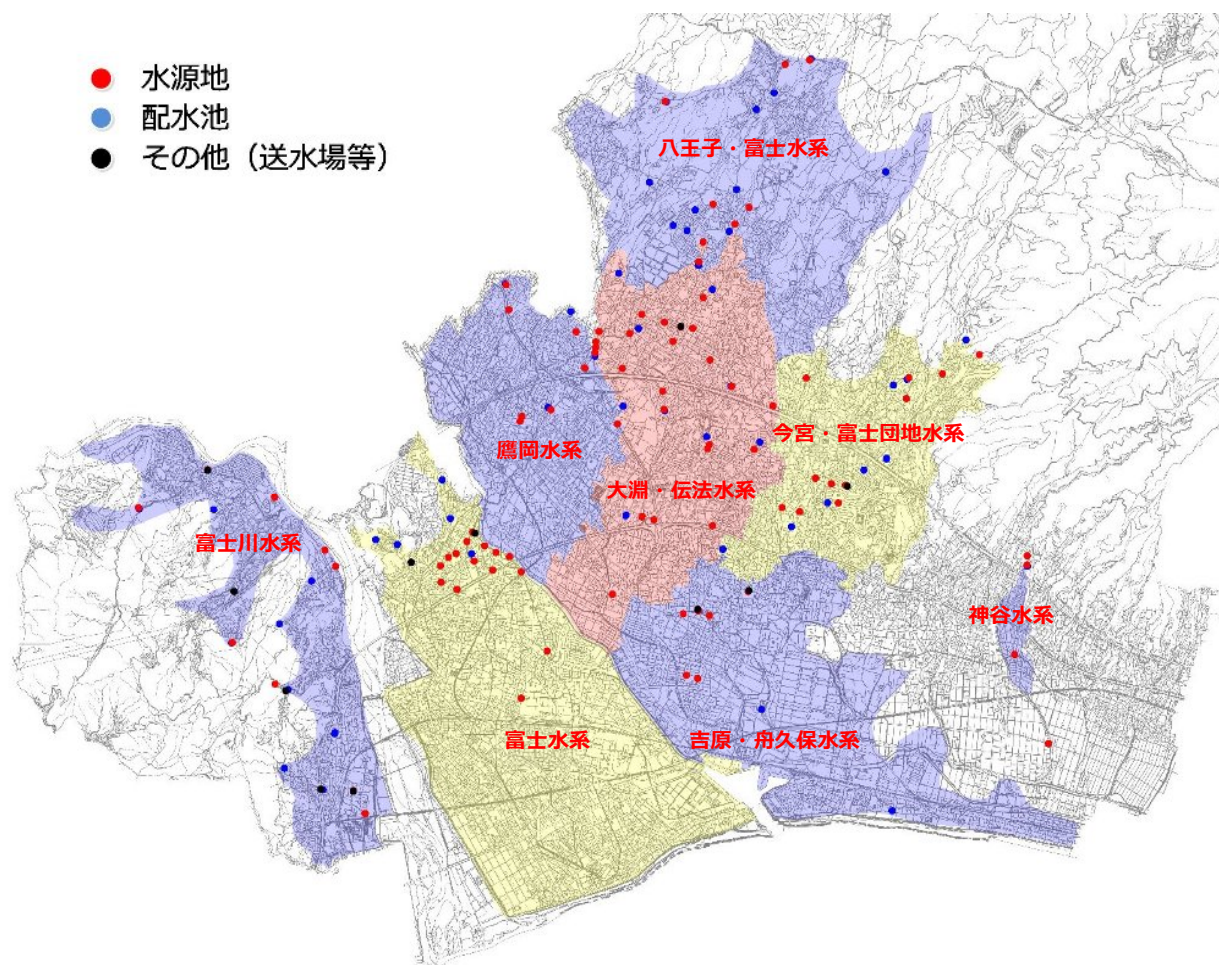 水源地
配水池
その他（送水場等）
八王子・富士水系
鷹岡水系
今宮・富士団地水系
大淵・伝法水系
富士川水系
神谷水系
富士水系
吉原・舟久保水系